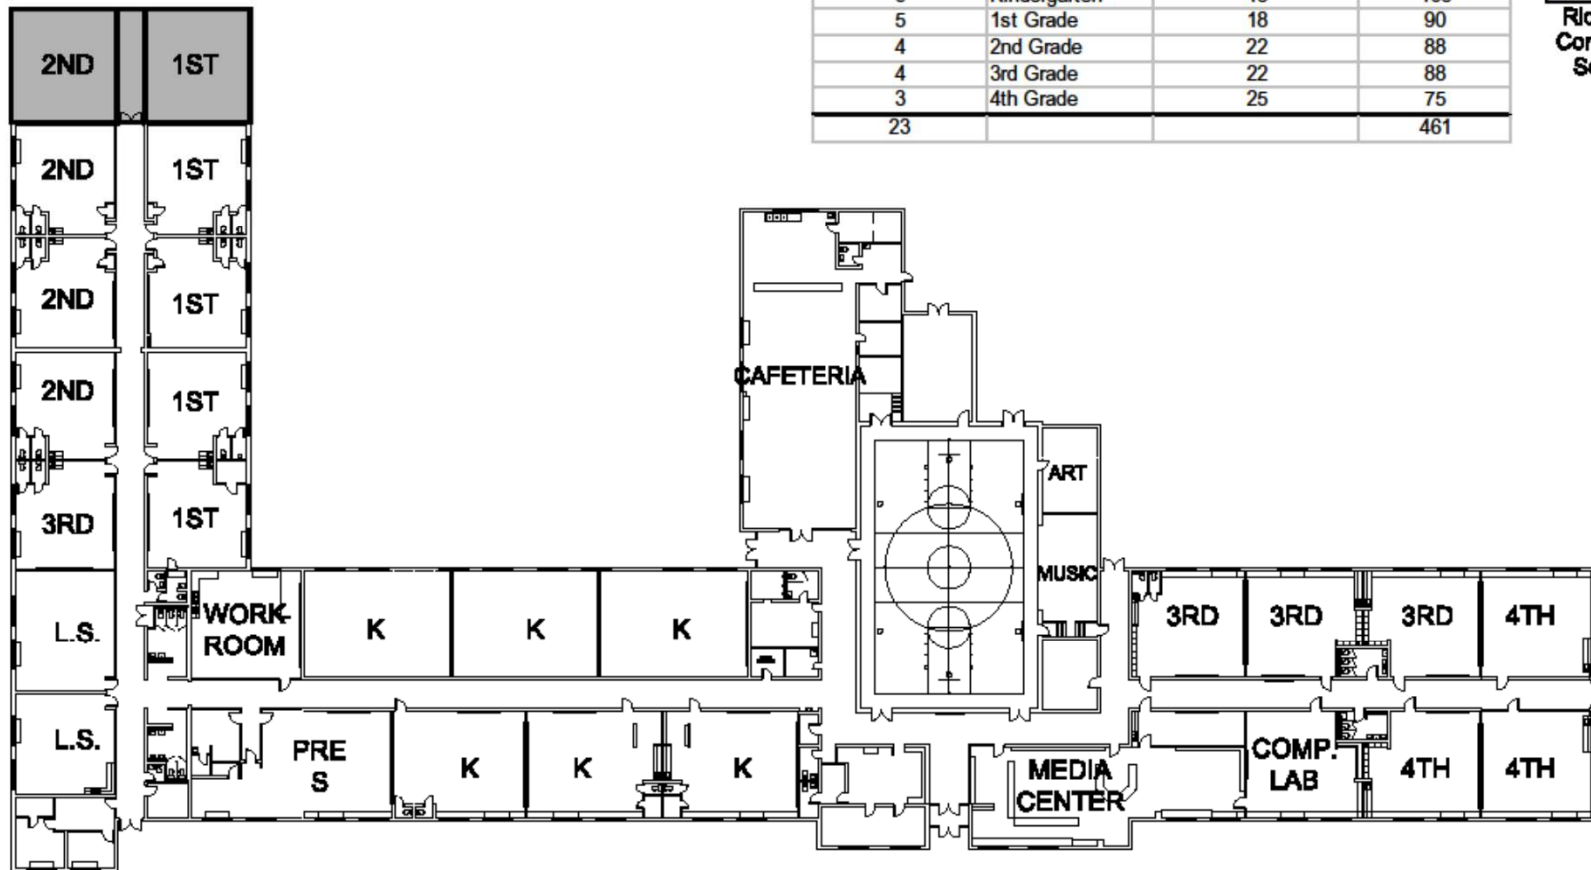 5 1st Grade 18 90
4 2nd Grade 22 88
4 3rd Grade 22 88
3 4th Grade 25 75
23 461
2ND 1ST
2ND 1ST
2ND 1ST
2ND 1ST
3RD 1ST
CAFETERIA
ART
MUSIC
L.S.
WORK-
ROOM
K K K
3RD 3RD 3RD 4TH
L.S.
PRE
S
K K K
MEDIA
CENTER
COMP.
LAB
4TH 4TH